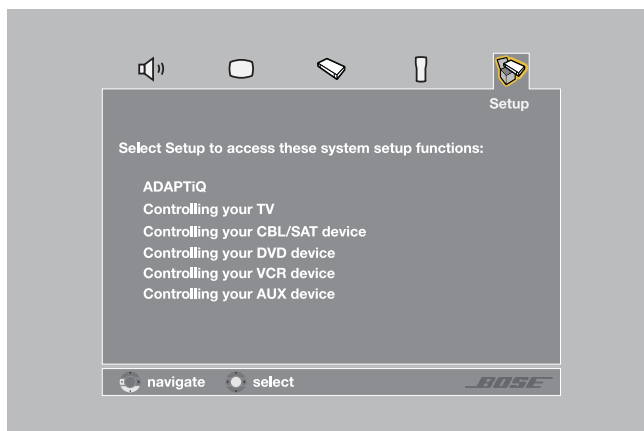 Setup
Select Setup to access these system setup functions:
ADAPTiQ
Controlling your TV
Controlling your CBL/SAT device
Controlling your DVD device
Controlling your VCR device
Controlling your AUX device
navigate select BOSE